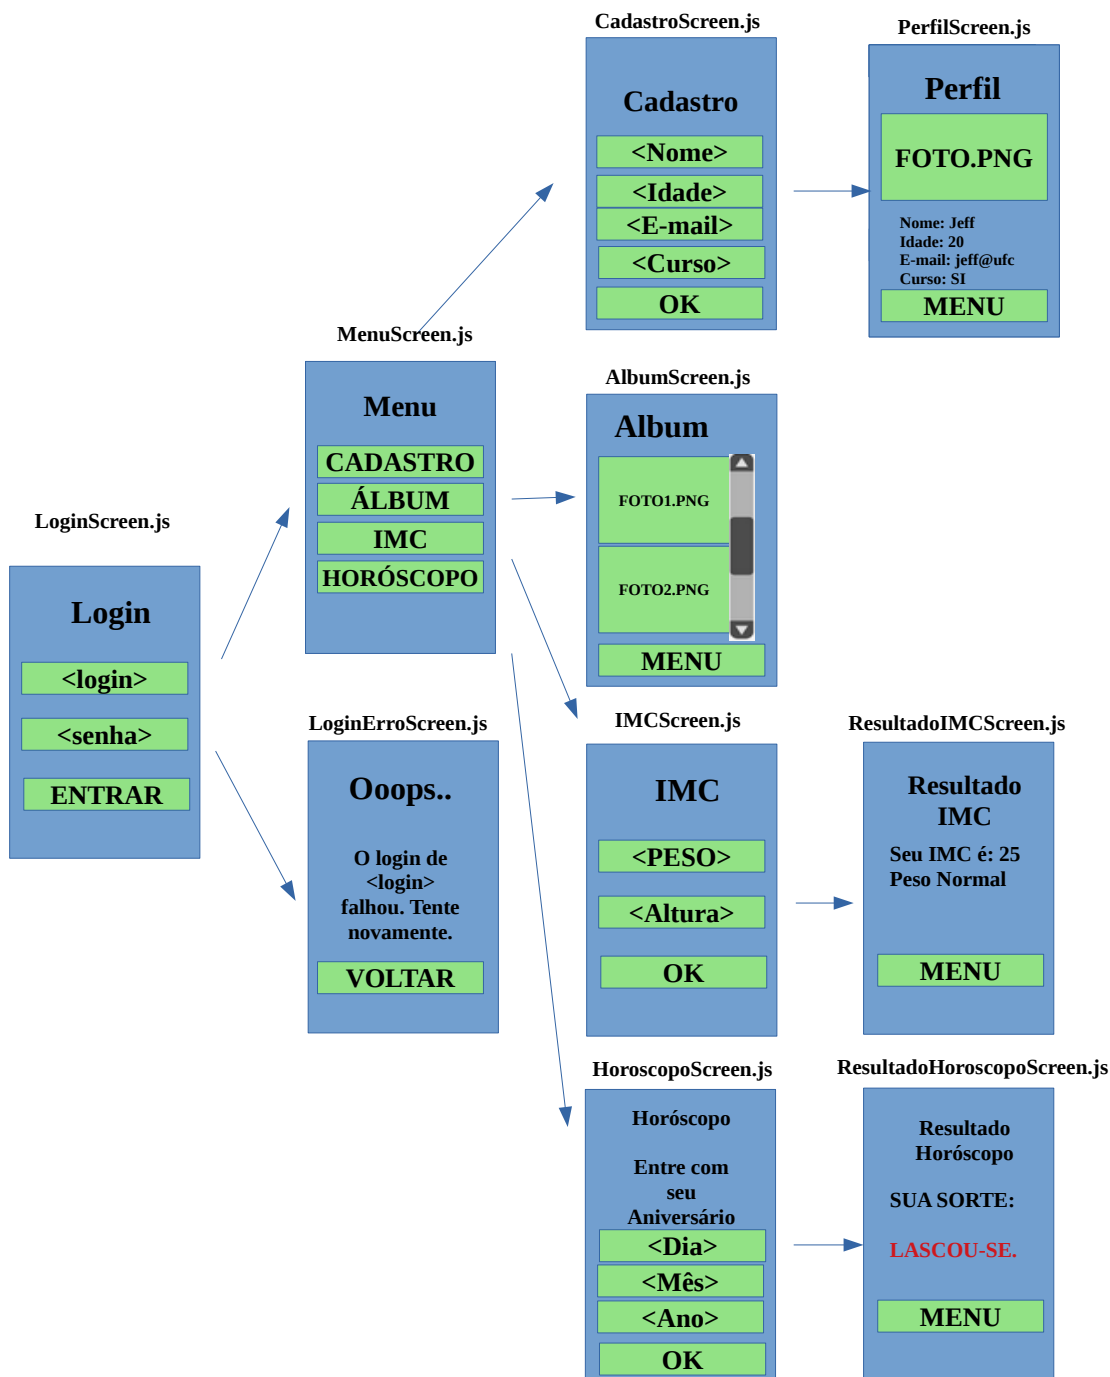 CadastroScreen.js
Cadastro
<Nome>
<Idade>
<E-mail>
<Curso>
OK
PerfilScreen.js
Perfil
FOTO.PNG
Nome: Jeff
Idade: 20
E-mail: jeff@ufc
Curso: SI
MENU
MenuScreen.js
Menu
CADASTRO
ÁLBUM
IMC
HORÓSCOPO
AlbumScreen.js
Album
FOTO1.PNG
FOTO2.PNG
MENU
LoginScreen.js
Login
<login>
<senha>
ENTRAR
LoginErroScreen.js
Ooops..
O login de
<login>
falhou. Tente
novamente.
VOLTAR
IMCScreen.js
IMC
<PESO>
<Altura>
OK
ResultadoIMCScreen.js
Resultado
IMC
Seu IMC é: 25
Peso Normal
MENU
HoroscopoScreen.js
Horóscopo
Entre com
seu
Aniversário
<Dia>
<Mês>
<Ano>
OK
ResultadoHoroscopoScreen.js
Resultado
Horóscopo
SUA SORTE:
LASCOU-SE.
MENU